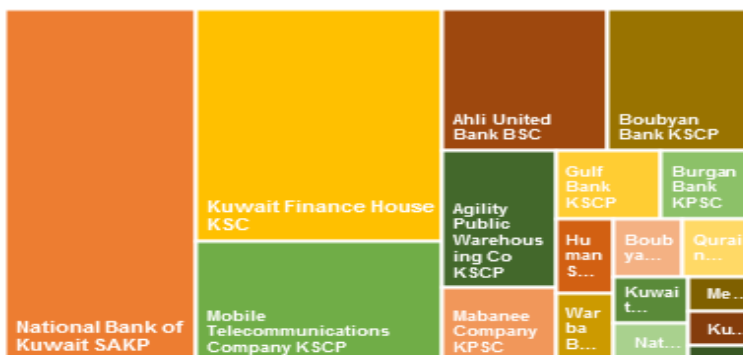 National Bank of
Kuwait SAKP
Kuwait Finance House
KSC
Mobile
Telecommunications
Company KSCP
Ahli United
Bank BSC
Boubyan
Bank KSCP
Agility
Public
Warehous
ing Co
KSCP
Mabanee
Company
KPSC
Gulf
Bank
KSCP
Burgan
Bank
KPSC
Hu
man
S...
Boub
ya...
Qurai
n...
War
ba
B...
Kuwai
t...
Nat...
Me...
Ku...